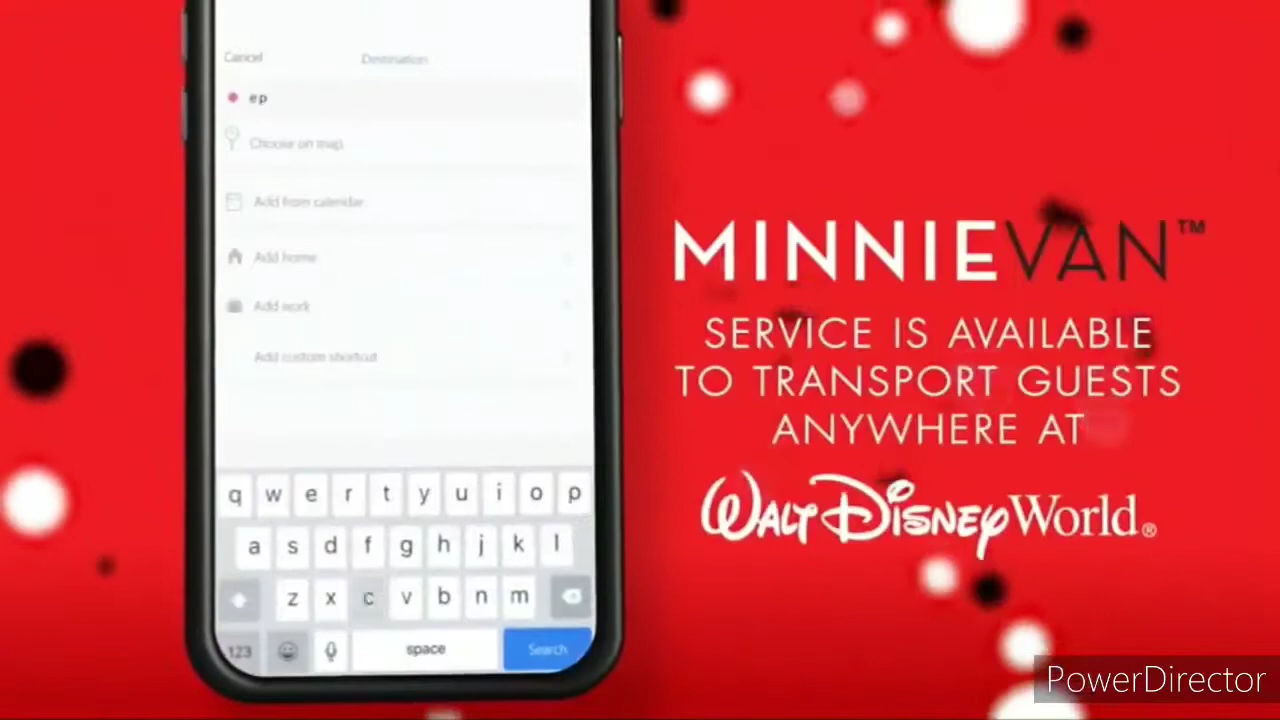 Cancel Destination
ep
Choose on map
Add from calendar
Add home
Add work
Add custom shortcut
q w e r t y u i o p
a s d f g h j k l
z x c v b n m
123 space Search
MINNIEVAN™
SERVICE IS AVAILABLE
TO TRANSPORT GUESTS
ANYWHERE AT
WALT DISNEY World®
PowerDirector